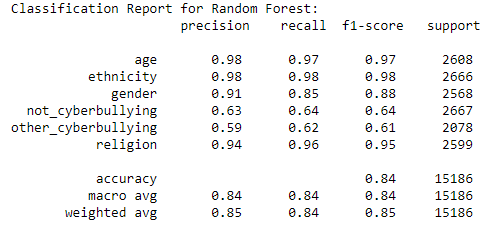 Classification Report for Random Forest:
precision recall f1-score support
age 0.98 0.97 0.97 2608
ethnicity 0.98 0.98 0.98 2666
gender 0.91 0.85 0.88 2568
not_cyberbullying 0.63 0.64 0.64 2667
other_cyberbullying 0.59 0.62 0.61 2078
religion 0.94 0.96 0.95 2599
accuracy 0.84 15186
macro avg 0.84 0.84 0.84 15186
weighted avg 0.85 0.84 0.85 15186